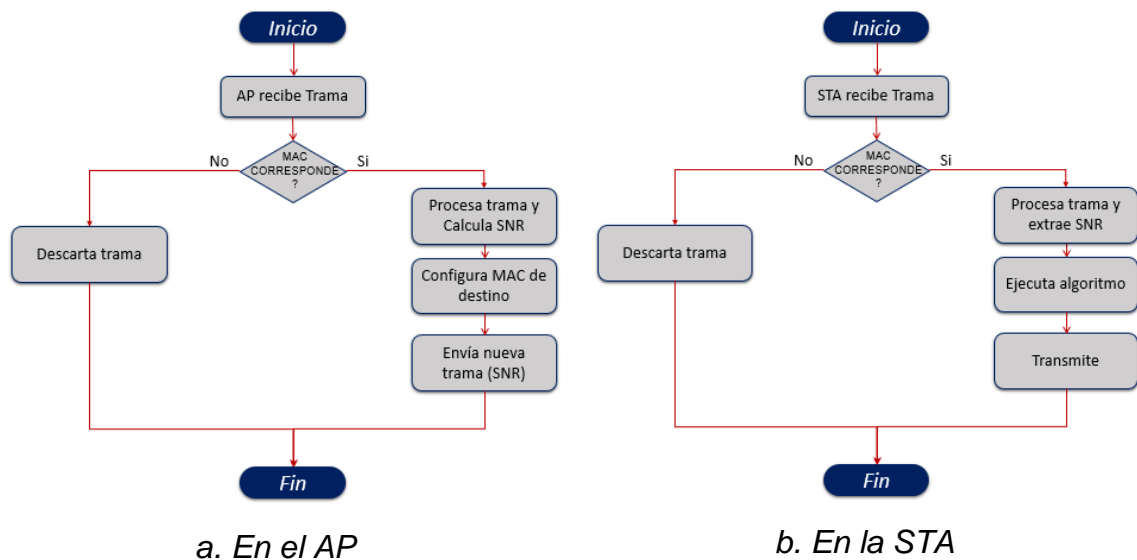 Inicio
AP recibe Trama
MAC
CORRESPONDE
?
No
Si
Descarta trama
Procesa trama y
Calcula SNR
Configura MAC de
destino
Envía nueva
trama (SNR)
Fin
a. En el AP
Inicio
STA recibe Trama
MAC
CORRESPONDE
?
No
Si
Descarta trama
Procesa trama y
extrae SNR
Ejecuta algoritmo
Transmite
Fin
b. En la STA